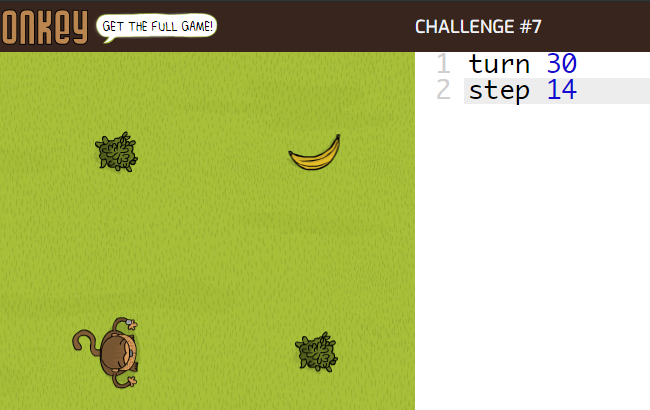 onkey
GET THE FULL GAME!
CHALLENGE #7
1 turn 30
2 step 14